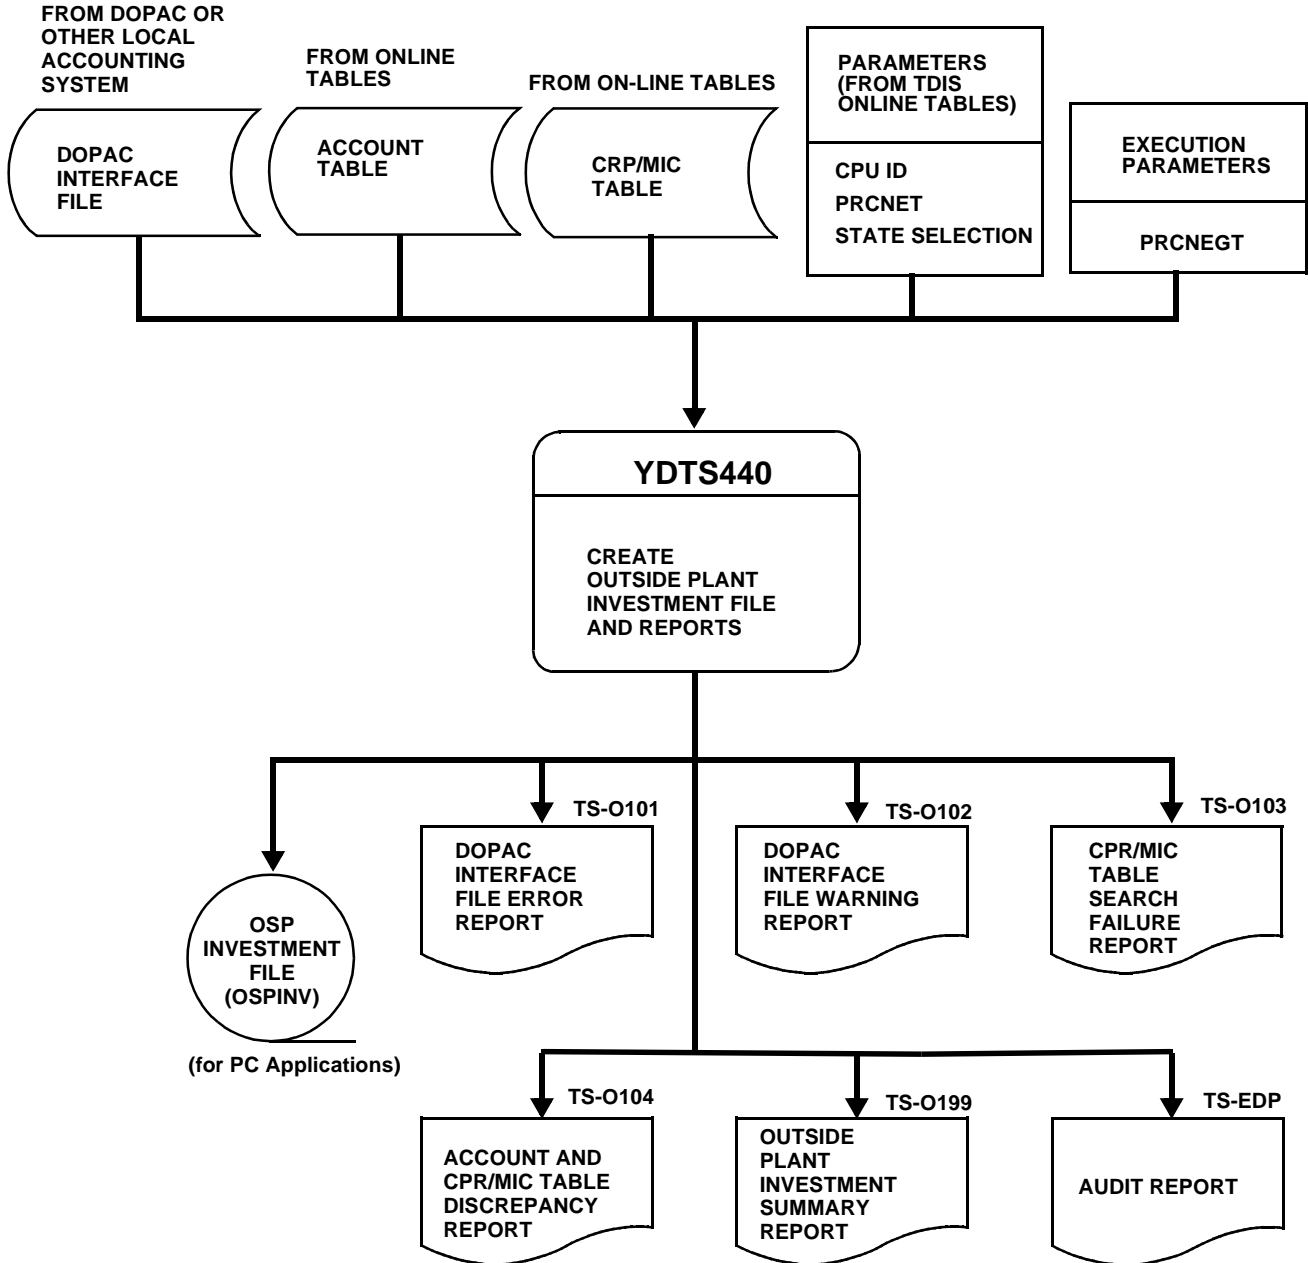 FROM DOPAC OR
OTHER LOCAL
ACCOUNTING
SYSTEM
DOPAC
INTERFACE
FILE
FROM ONLINE
TABLES
ACCOUNT
TABLE
FROM ON-LINE TABLES
CRP/MIC
TABLE
PARAMETERS
(FROM TDIS
ONLINE TABLES)
CPU ID
PRCNET
STATE SELECTION
EXECUTION
PARAMETERS
PRCNEGT
YDTS440
CREATE
OUTSIDE PLANT
INVESTMENT FILE
AND REPORTS
OSP
INVESTMENT
FILE
(OSPINV)
(for PC Applications)
TS-O101
DOPAC
INTERFACE
FILE ERROR
REPORT
TS-O102
DOPAC
INTERFACE
FILE WARNING
REPORT
TS-O103
CPR/MIC
TABLE
SEARCH
FAILURE
REPORT
TS-O104
ACCOUNT AND
CPR/MIC TABLE
DISCREPANCY
REPORT
TS-O199
OUTSIDE
PLANT
INVESTMENT
SUMMARY
REPORT
TS-EDP
AUDIT REPORT